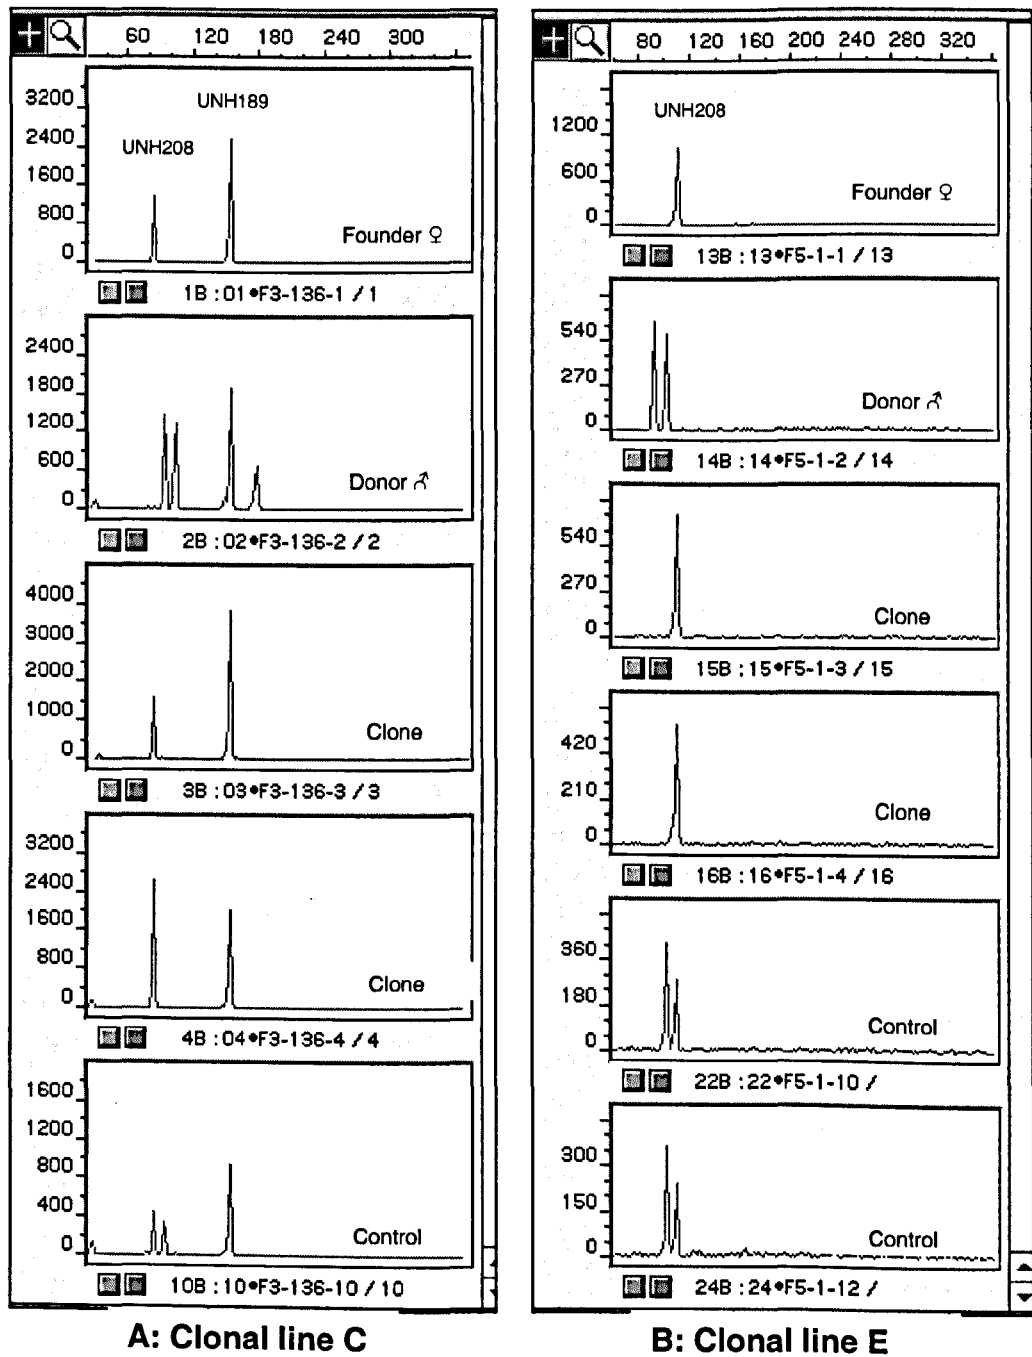 60 120 180 240 300
3200
2400
1600
800
0
UNH189
UNH208
Founder ♀
1B : 01•F3-136-1 / 1
2400
1800
1200
600
0
Donor ♂
2B : 02•F3-136-2 / 2
4000
3000
2000
1000
0
Clone
3B : 03•F3-136-3 / 3
3200
2400
1600
800
0
Clone
4B : 04•F3-136-4 / 4
1600
1200
800
400
0
Control
10B : 10•F3-136-10 / 10
A: Clonal line C
80 120 160 200 240 280 320
1200
600
0
UNH208
Founder ♀
13B : 13•F5-1-1 / 13
540
270
0
Donor ♂
14B : 14•F5-1-2 / 14
540
270
0
Clone
15B : 15•F5-1-3 / 15
420
210
0
Clone
16B : 16•F5-1-4 / 16
360
180
0
Control
22B : 22•F5-1-10 /
300
150
0
Control
24B : 24•F5-1-12 /
B: Clonal line E